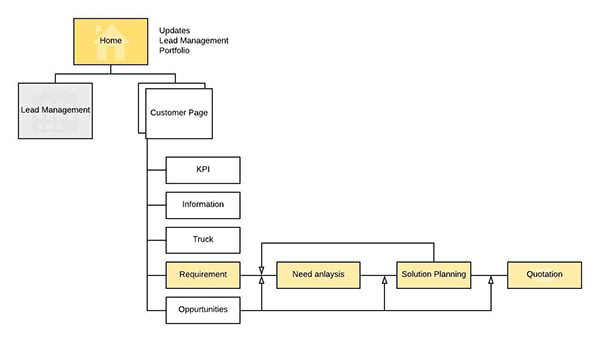 Home
Updates
Lead Management
Portfolio
Lead Management
Customer Page
KPI
Information
Truck
Requirement
Need anlaysis
Solution Planning
Quotation
Oppurtunities